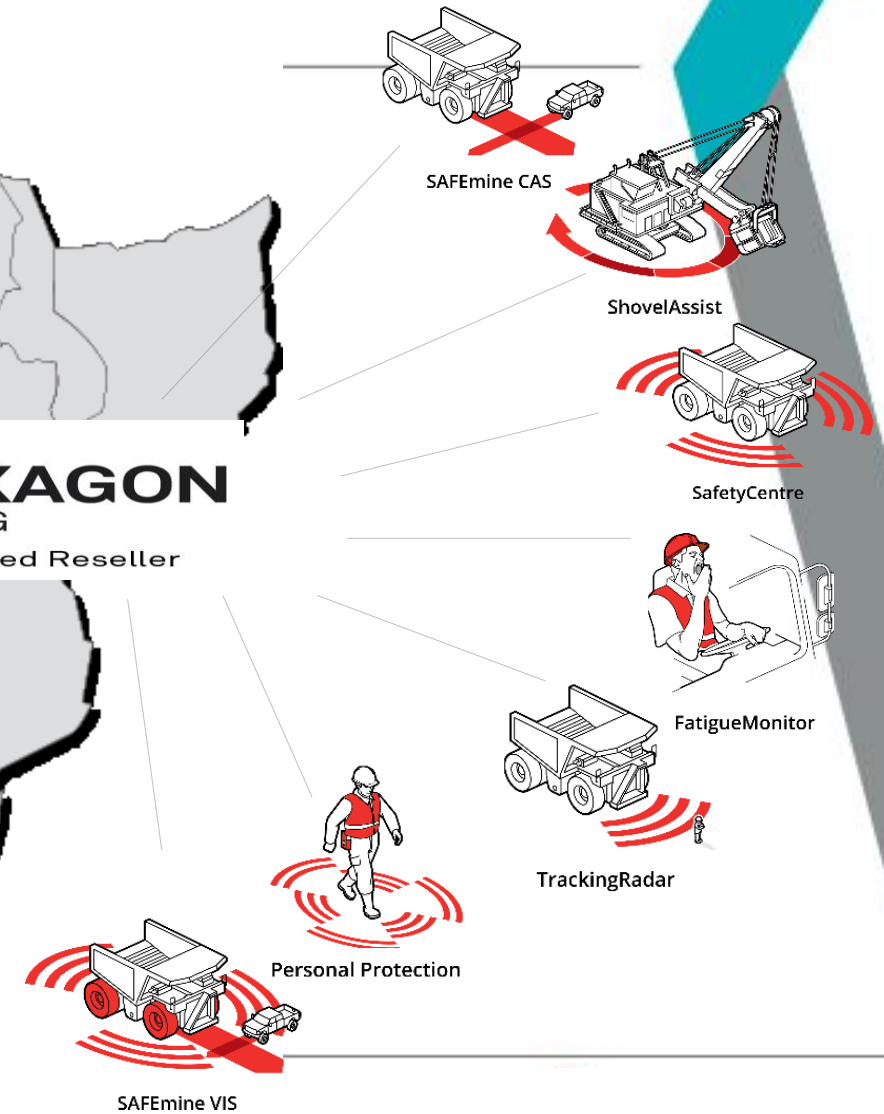 SAFEmine CAS
ShovelAssist
SafetyCentre
XAGON
G
ed Reseller
FatigueMonitor
TrackingRadar
Personal Protection
SAFEmine VIS